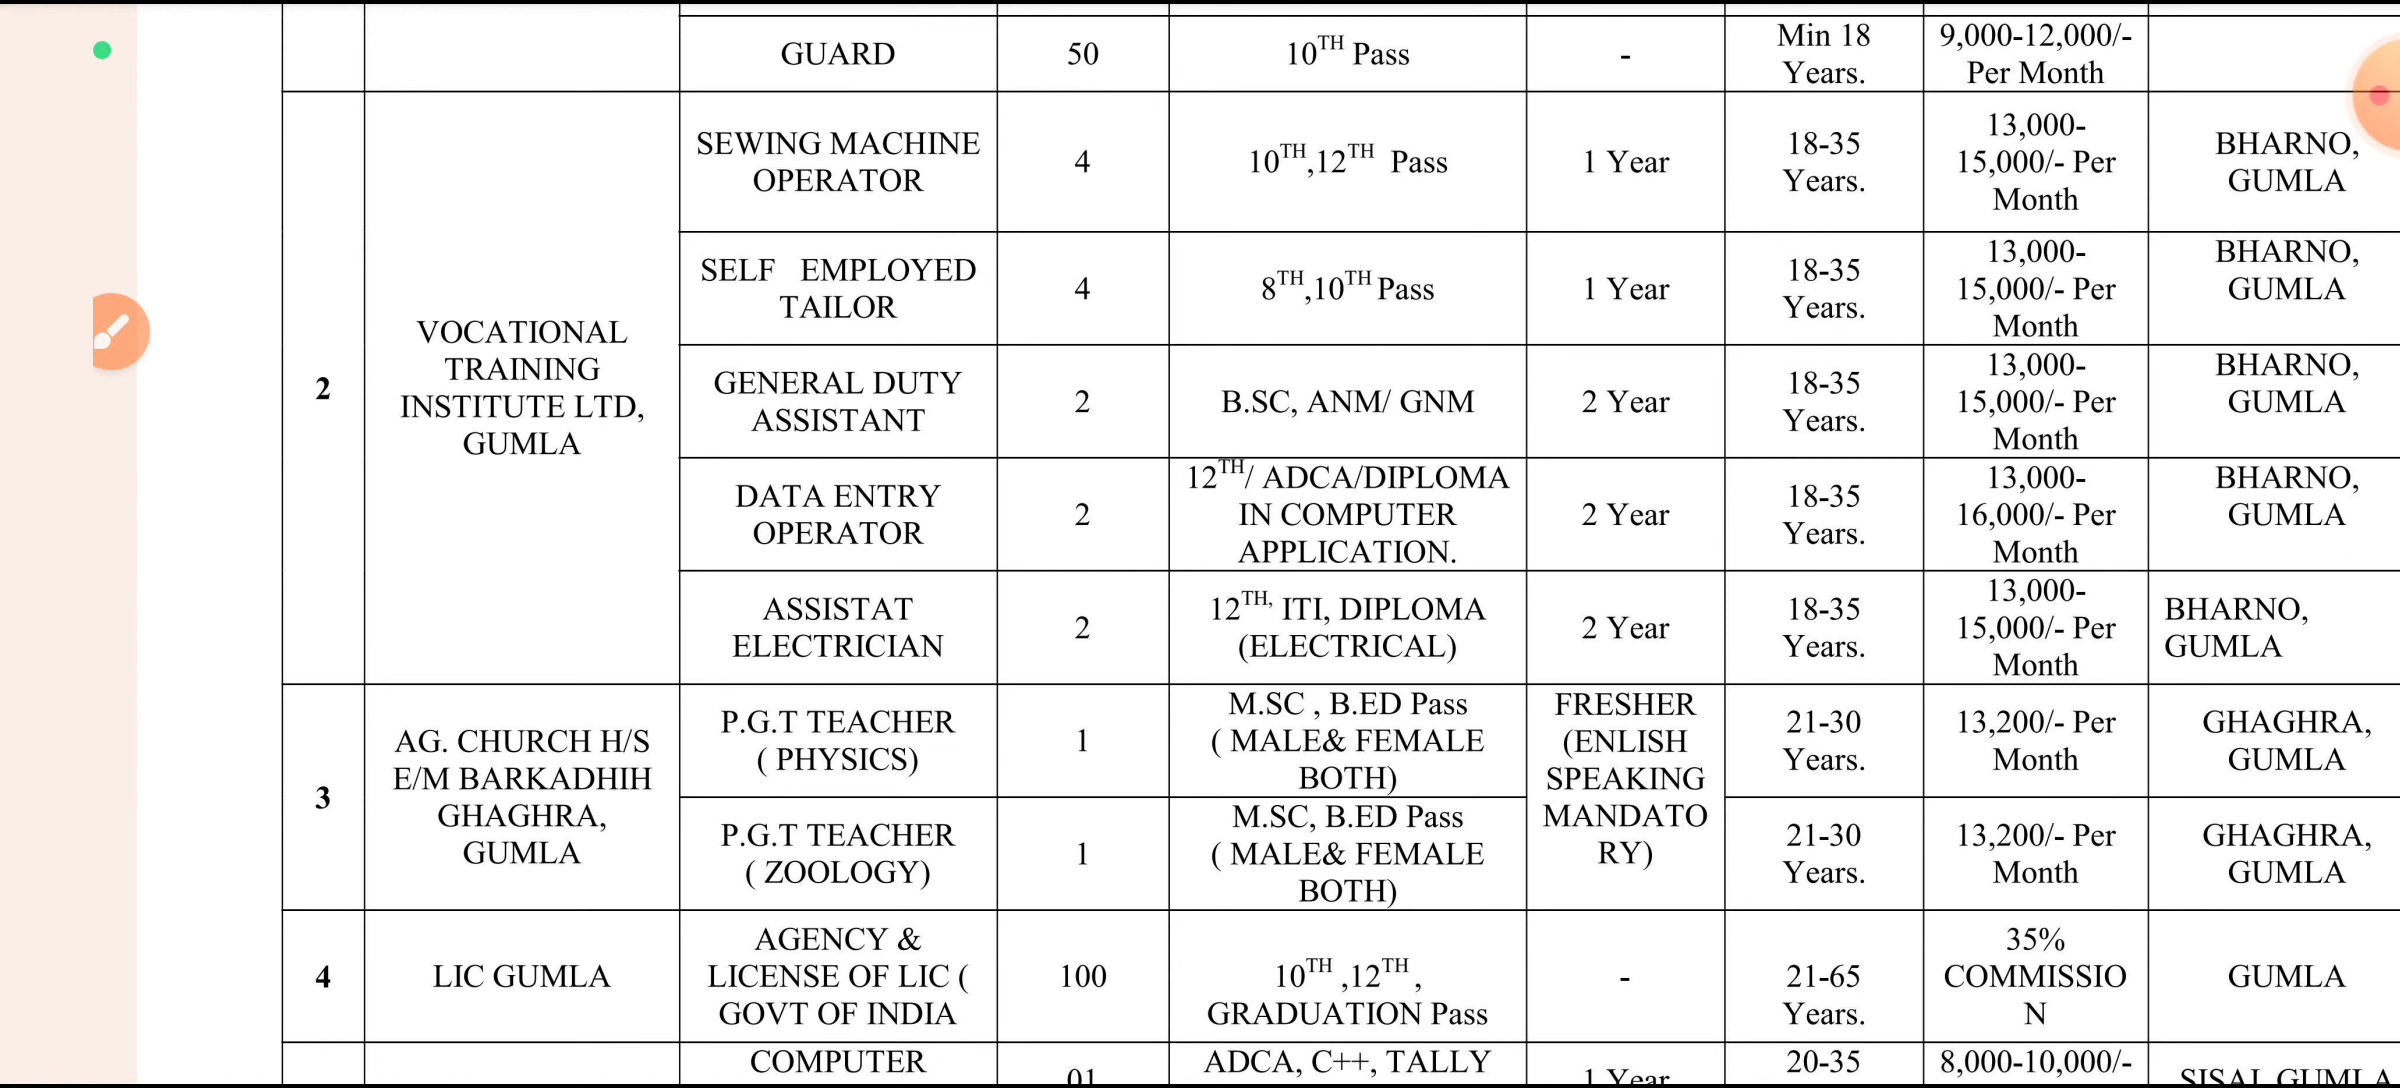 GUARD
50
10TH Pass
-
Min 18
Years.
9,000-12,000/-
Per Month
2
VOCATIONAL
TRAINING
INSTITUTE LTD,
GUMLA
SEWING MACHINE
OPERATOR
4
10TH,12TH Pass
1 Year
18-35
Years.
13,000-
15,000/- Per
Month
BHARNO,
GUMLA
SELF EMPLOYED
TAILOR
4
8TH,10TH Pass
1 Year
18-35
Years.
13,000-
15,000/- Per
Month
BHARNO,
GUMLA
GENERAL DUTY
ASSISTANT
2
B.SC, ANM/ GNM
2 Year
18-35
Years.
13,000-
15,000/- Per
Month
BHARNO,
GUMLA
DATA ENTRY
OPERATOR
2
12TH/ ADCA/DIPLOMA
IN COMPUTER
APPLICATION.
2 Year
18-35
Years.
13,000-
16,000/- Per
Month
BHARNO,
GUMLA
ASSISTAT
ELECTRICIAN
2
12TH, ITI, DIPLOMA
(ELECTRICAL)
2 Year
18-35
Years.
13,000-
15,000/- Per
Month
BHARNO,
GUMLA
3
AG. CHURCH H/S
E/M BARKADHIH
GHAGHRA,
GUMLA
P.G.T TEACHER
( PHYSICS)
1
M.SC , B.ED Pass
( MALE& FEMALE
BOTH)
FRESHER
(ENLISH
SPEAKING
MANDATO
RY)
21-30
Years.
13,200/- Per
Month
GHAGHRA,
GUMLA
P.G.T TEACHER
( ZOOLOGY)
1
M.SC, B.ED Pass
( MALE& FEMALE
BOTH)
21-30
Years.
13,200/- Per
Month
GHAGHRA,
GUMLA
4
LIC GUMLA
AGENCY &
LICENSE OF LIC (
GOVT OF INDIA
100
10TH ,12TH ,
GRADUATION Pass
-
21-65
Years.
35%
COMMISSIO
N
GUMLA
COMPUTER
01
ADCA, C++, TALLY
1 Year
20-35
8,000-10,000/-
SISAI GUMLA